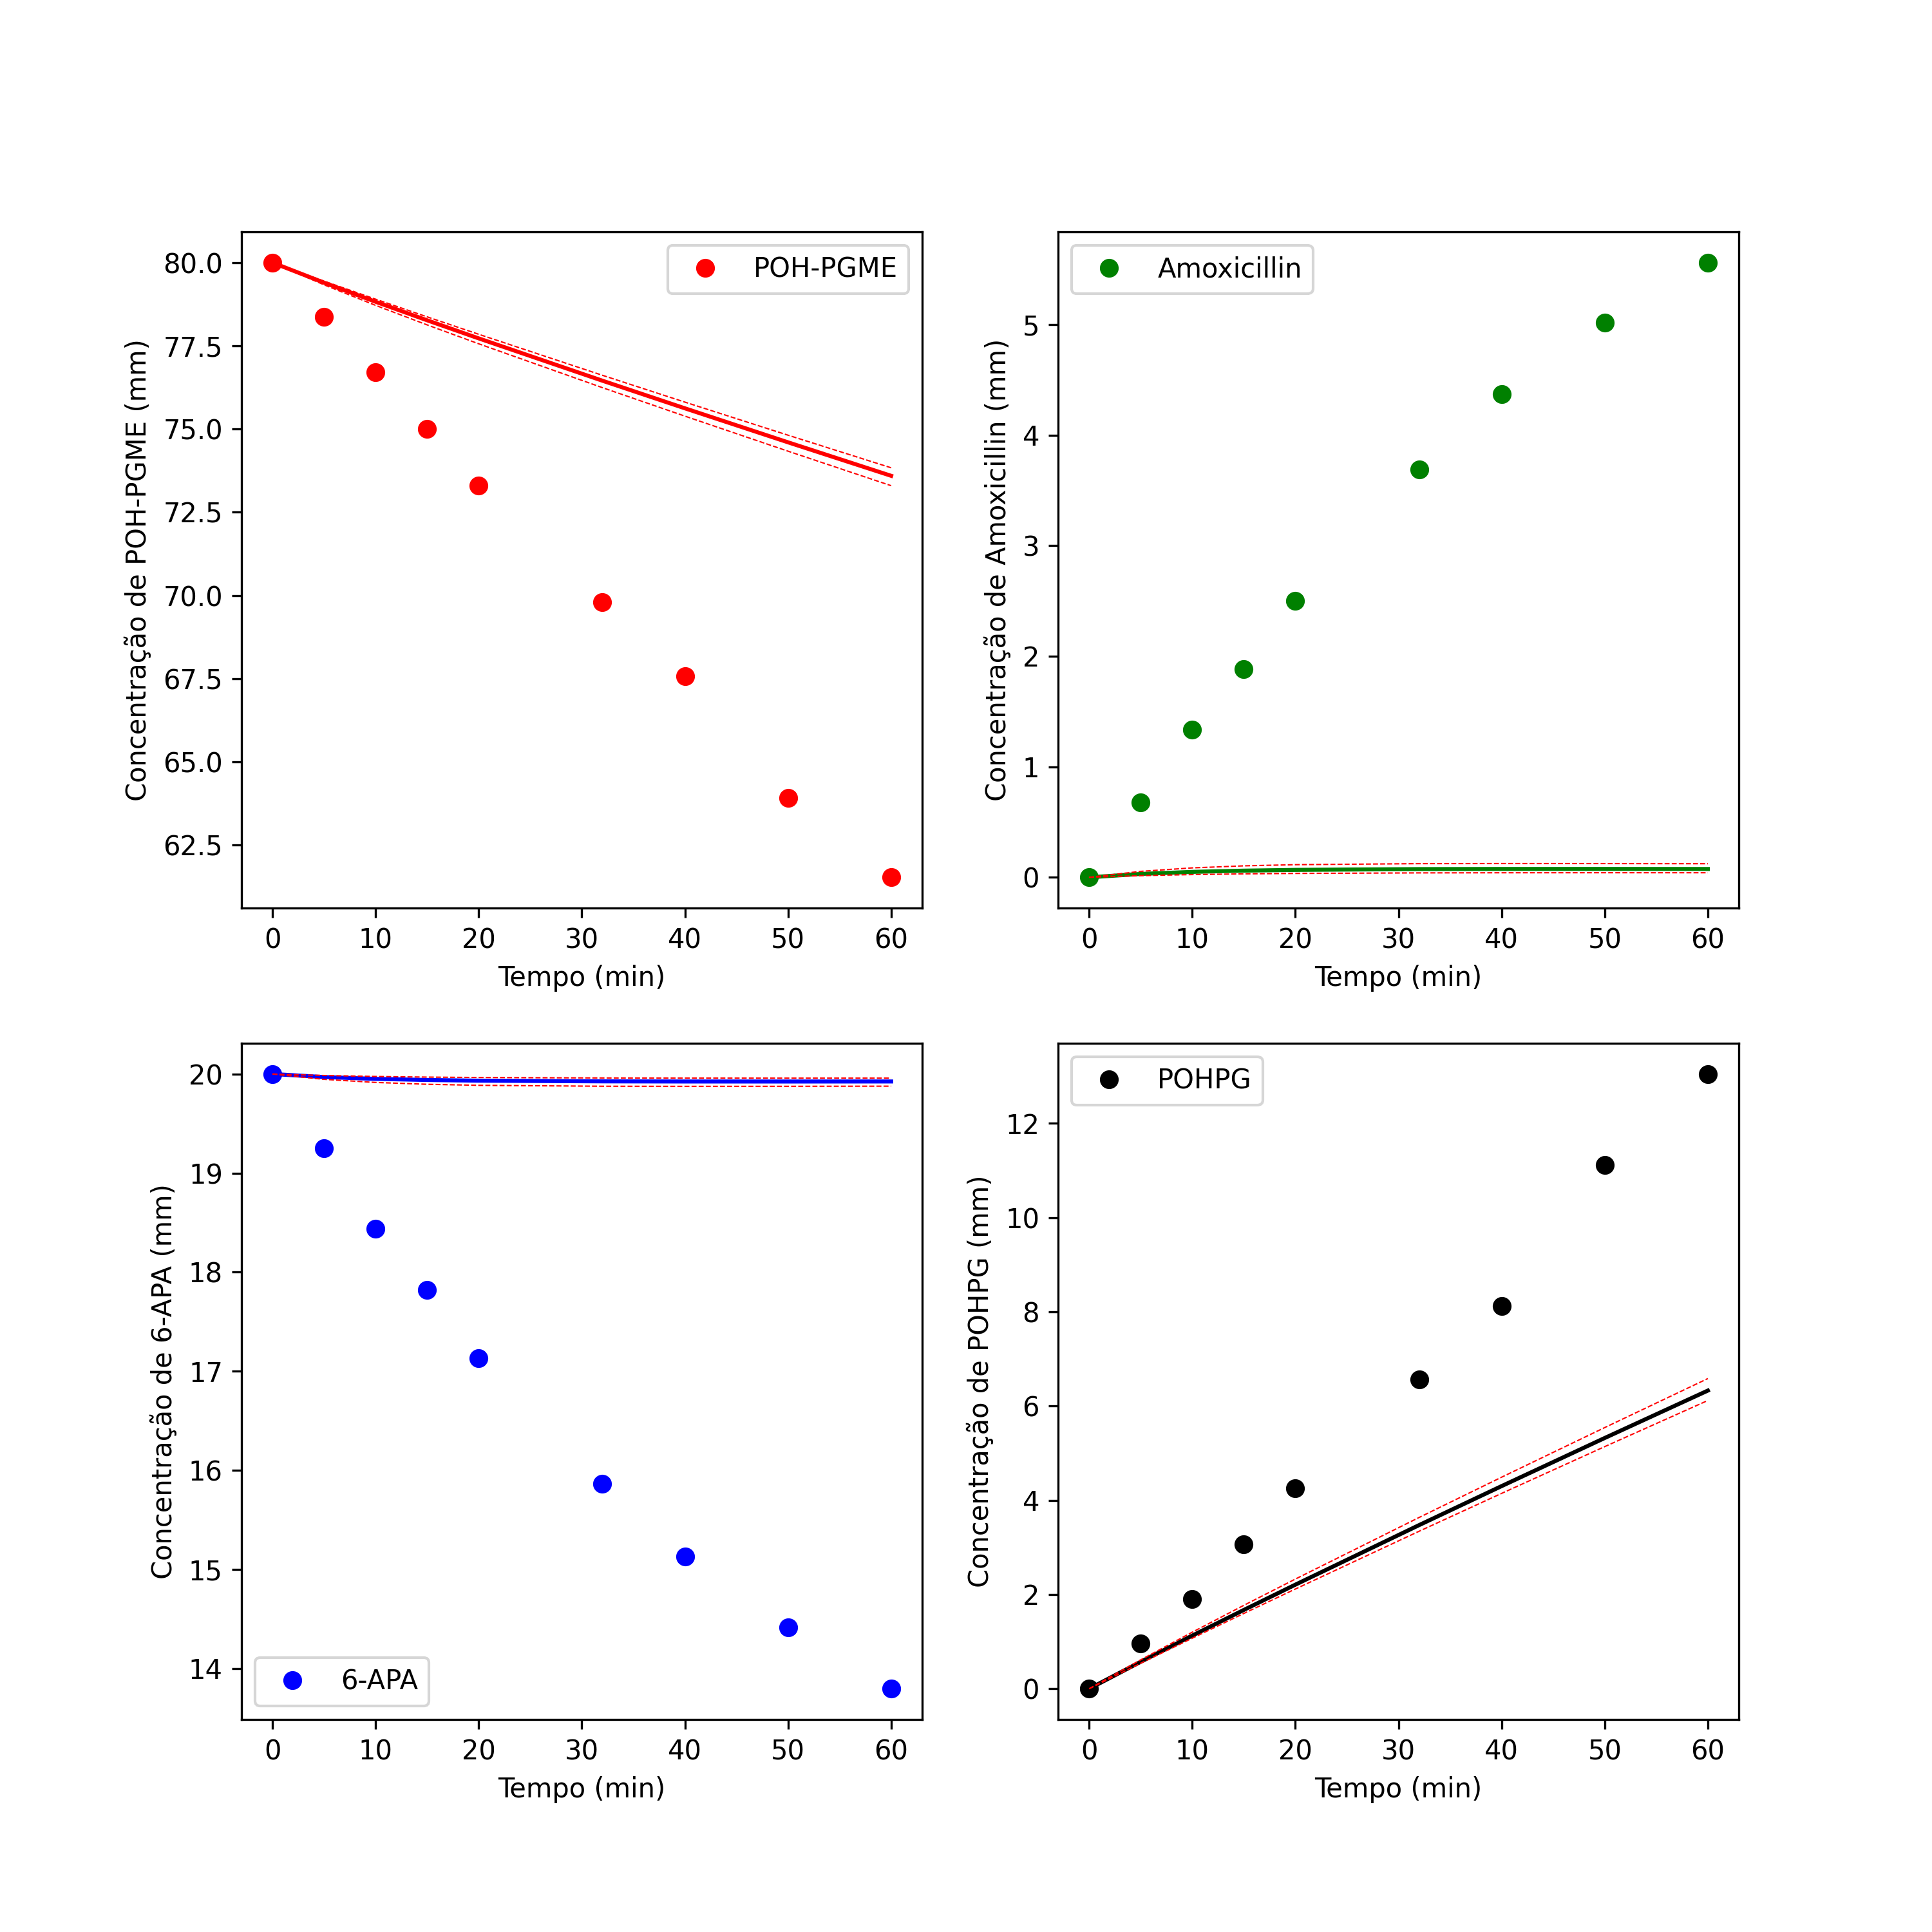 POH-PGME
Concentração de POH-PGME (mm)
80.0
77.5
75.0
72.5
70.0
67.5
65.0
62.5
0 10 20 30 40 50 60
Tempo (min)
Amoxicillin
Concentração de Amoxicillin (mm)
5
4
3
2
1
0
0 10 20 30 40 50 60
Tempo (min)
Concentração de 6-APA (mm)
20
19
18
17
16
15
14
6-APA
0 10 20 30 40 50 60
Tempo (min)
POHPG
Concentração de POHPG (mm)
12
10
8
6
4
2
0
0 10 20 30 40 50 60
Tempo (min)